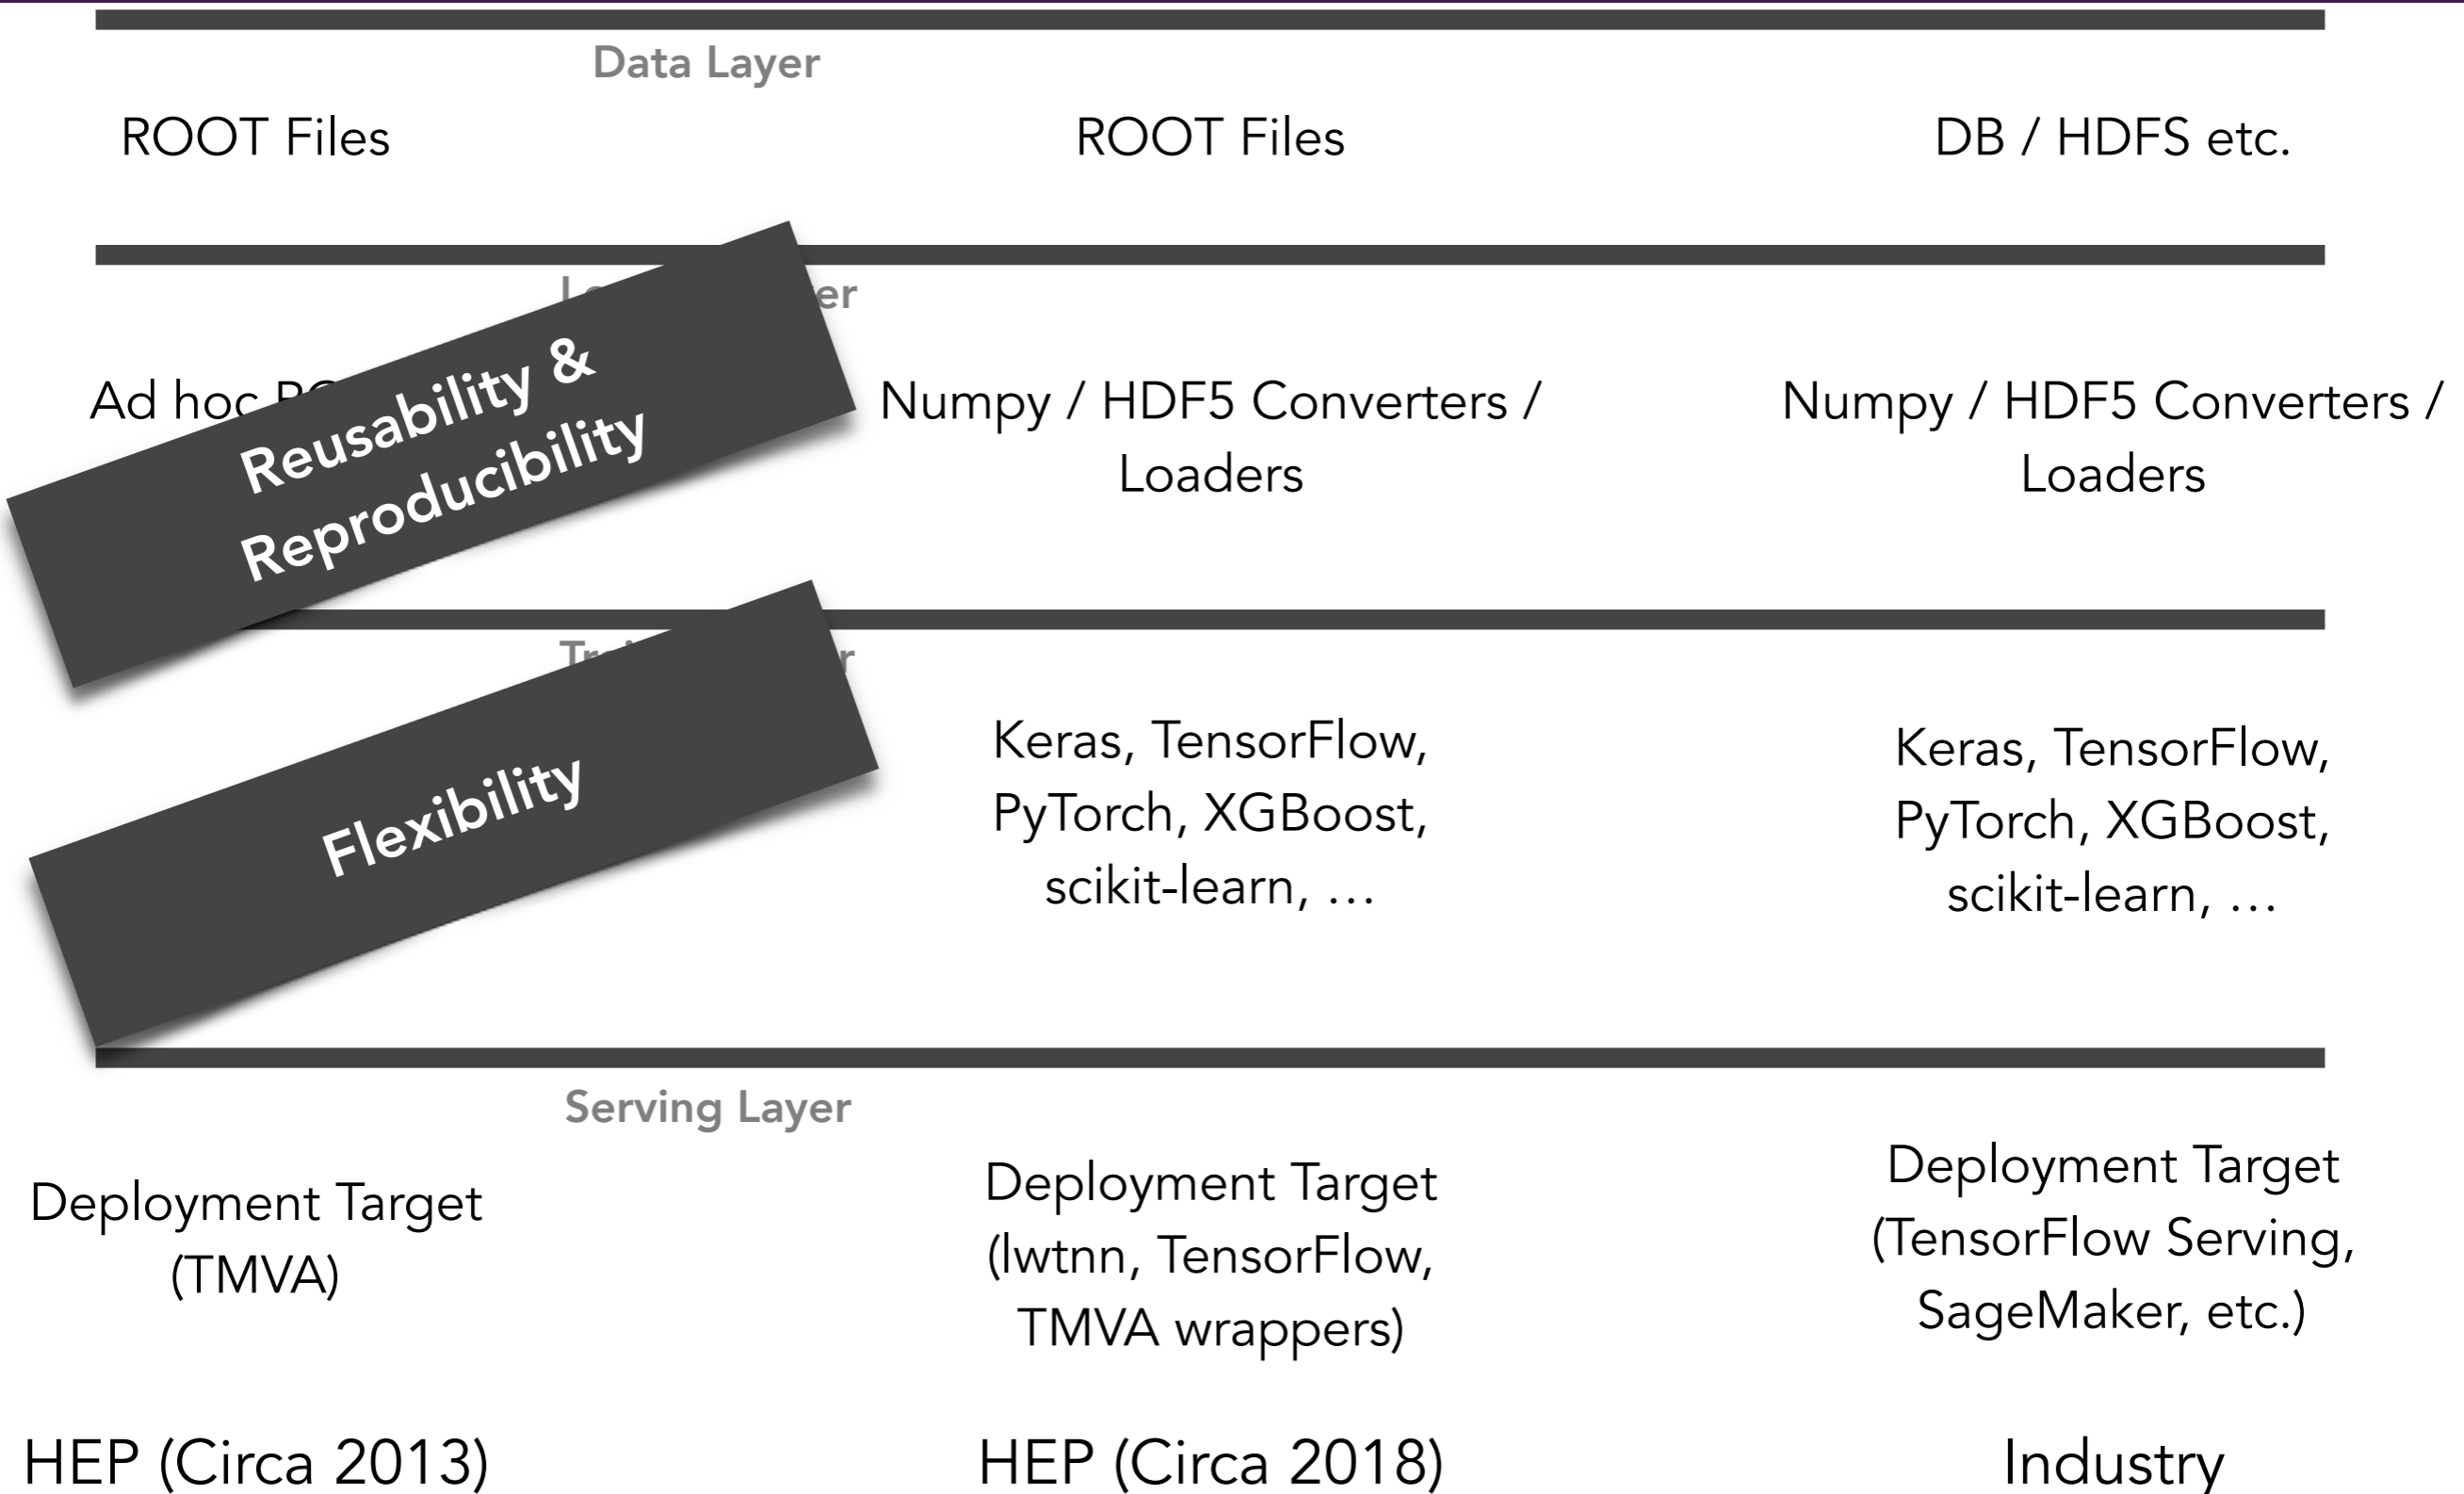 Data Layer
ROOT Files
ROOT Files
DB / HDFS etc.
Ad hoc
Reusability &
Reproducibility
Numpy / HDF5 Converters /
Loaders
Numpy / HDF5 Converters /
Loaders
Flexibility
Keras, TensorFlow,
PyTorch, XGBoost,
scikit-learn, …
Keras, TensorFlow,
PyTorch, XGBoost,
scikit-learn, …
Serving Layer
Deployment Target
(TMVA)
Deployment Target
(lwtnn, TensorFlow,
TMVA wrappers)
Deployment Target
(TensorFlow Serving,
SageMaker, etc.)
HEP (Circa 2013)
HEP (Circa 2018)
Industry